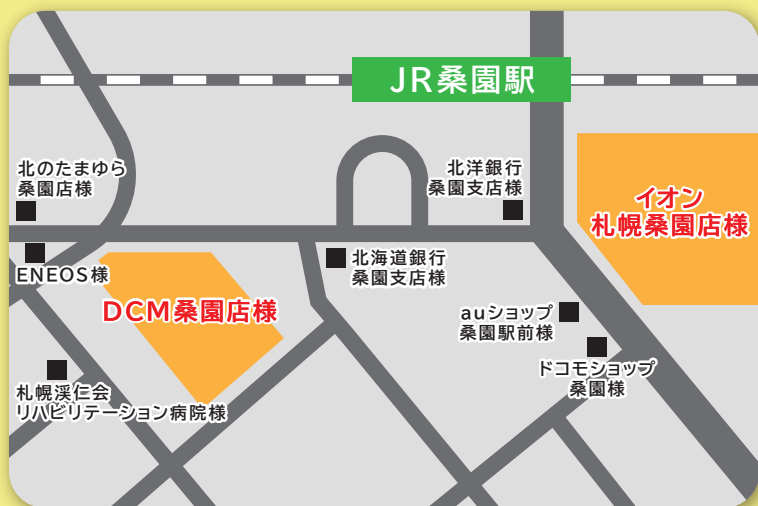 JR桑園駅
北のたまゆら
桑園店様
北洋銀行
桑園支店様
イオン
札幌桑園店様
ENEOS様
北海道銀行
桑園支店様
DCM桑園店様
auショップ
桑園駅前様
ドコモショップ
桑園様
札幌渓仁会
リハビリテーション病院様